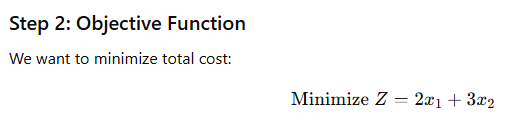 Step 2: Objective Function
We want to minimize total cost:
Minimize Z = 2x₁ + 3x₂